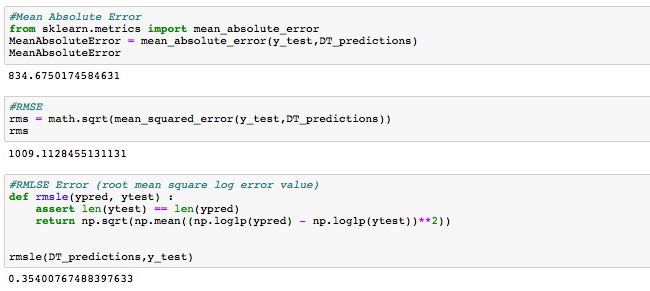 #Mean Absolute Error
from sklearn.metrics import mean_absolute_error
MeanAbsoluteError = mean_absolute_error(y_test,DT_predictions)
MeanAbsoluteError
834.6750174584631
#RMSE
rms = math.sqrt(mean_squared_error(y_test,DT_predictions))
rms
1009.1128455131131
#RMLSE Error (root mean square log error value)
def rmsle(ypred, ytest) :
    assert len(ytest) == len(ypred)
    return np.sqrt(np.mean((np.log1p(ypred) - np.log1p(ytest))**2))
rmsle(DT_predictions,y_test)
0.35400767488397633